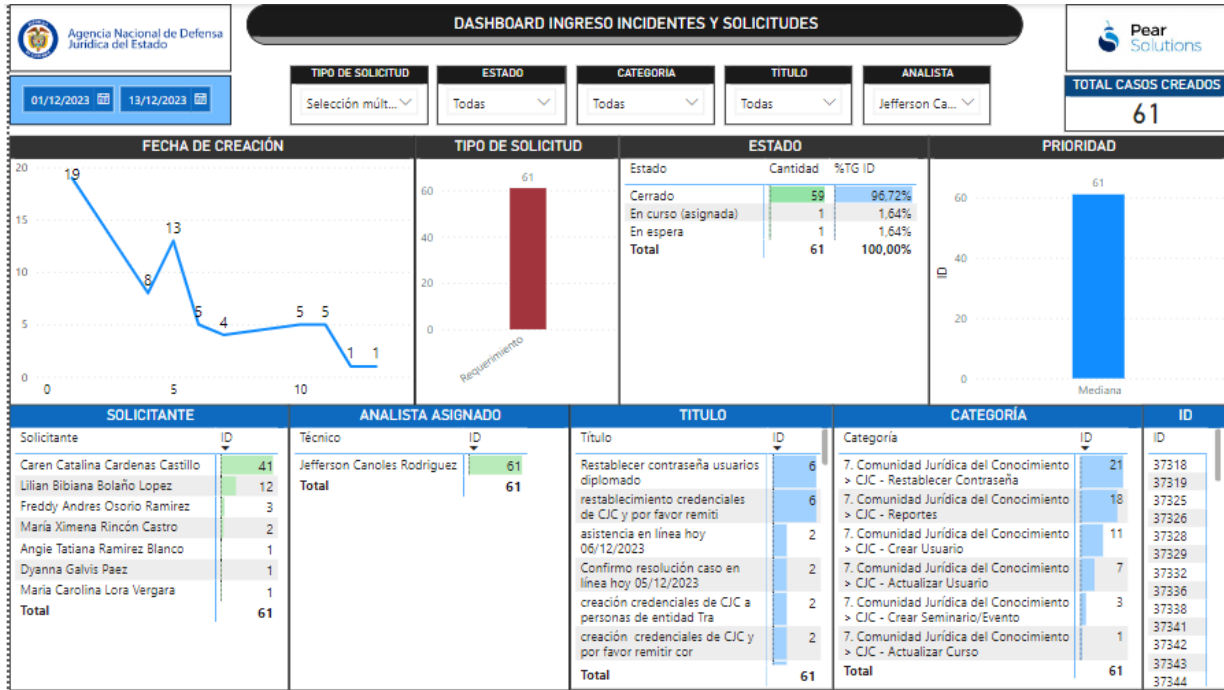 Agencia Nacional de Defensa
Jurídica del Estado
DASHBOARD INGRESO INCIDENTES Y SOLICITUDES
Pear
Solutions
01/12/2023 13/12/2023
TIPO DE SOLICITUD
Selección múlt...
ESTADO
Todas
CATEGORIA
Todas
TÍTULO
Todas
ANALISTA
Jefferson Ca...
TOTAL CASOS CREADOS
61
FECHA DE CREACIÓN
20
15
10
5
0
19
8
13
5
4
5
5
1
1
0 5 10
TIPO DE SOLICITUD
61
60
40
20
0
Requerimiento
ESTADO
Estado Cantidad %TG ID
Cerrado 59 96,72%
En curso (asignada) 1 1,64%
En espera 1 1,64%
Total 61 100,00%
PRIORIDAD
61
60
40
20
0
ID
Mediana
SOLICITANTE
Solicitante ID
Caren Catalina Cardenas Castillo 41
Lilian Bibiana Bolaño Lopez 12
Freddy Andres Osorio Ramirez 3
María Ximena Rincón Castro 2
Angie Tatiana Ramirez Blanco 1
Dyanna Galvis Paez 1
Maria Carolina Lora Vergara 1
Total 61
ANALISTA ASIGNADO
Técnico ID
Jefferson Canoles Rodriguez 61
Total 61
TITULO
Título ID
Restablecer contraseña usuarios 6
diplomado
restablecimiento credenciales 6
de CJC y por favor remiti
asistencia en línea hoy 2
06/12/2023
Confirmo resolución caso en 2
línea hoy 05/12/2023
creación credenciales de CJC a 2
personas de entidad Tra
creación credenciales de CJC y 2
por favor remitir cor
Total 61
CATEGORÍA
Categoría ID
7. Comunidad Jurídica del Conocimiento 21
> CJC - Restablecer Contraseña
7. Comunidad Jurídica del Conocimiento 18
> CJC - Reportes
7. Comunidad Jurídica del Conocimiento 11
> CJC - Crear Usuario
7. Comunidad Jurídica del Conocimiento 7
> CJC - Actualizar Usuario
7. Comunidad Jurídica del Conocimiento 3
> CJC - Crear Seminario/Evento
7. Comunidad Jurídica del Conocimiento 1
> CJC - Actualizar Curso
Total 61
ID
ID
37318
37319
37325
37326
37328
37329
37332
37336
37338
37341
37342
37343
37344